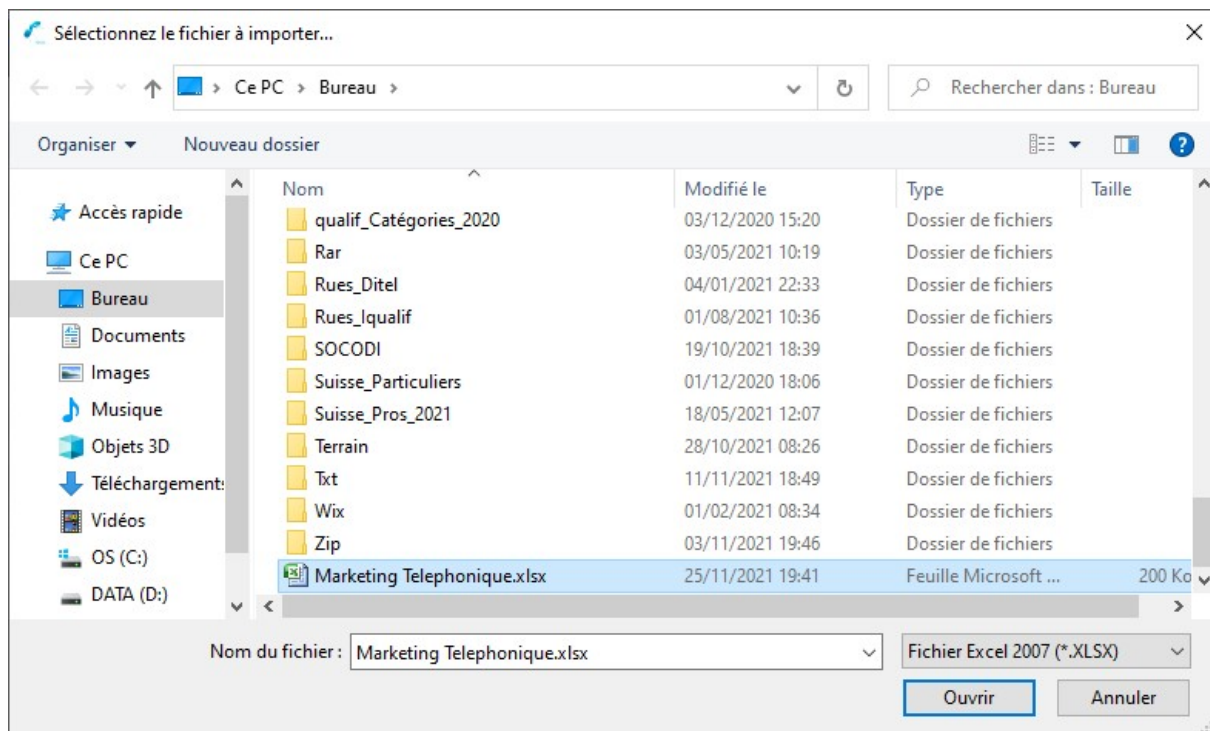 Sélectionnez le fichier à importer...
Ce PC > Bureau >
Rechercher dans : Bureau
Organiser
Nouveau dossier
?
Nom Modifié le Type Taille
Accès rapide
Ce PC
Bureau
Documents
Images
Musique
Objets 3D
Téléchargements
Vidéos
OS (C:)
DATA (D:)
qualif_Catégories_2020 03/12/2020 15:20 Dossier de fichiers
Rar 03/05/2021 10:19 Dossier de fichiers
Rues_Ditel 04/01/2021 22:33 Dossier de fichiers
Rues_Iqualif 01/08/2021 10:36 Dossier de fichiers
SOCODI 19/10/2021 18:39 Dossier de fichiers
Suisse_Particuliers 01/12/2020 18:06 Dossier de fichiers
Suisse_Pros_2021 18/05/2021 12:07 Dossier de fichiers
Terrain 28/10/2021 08:26 Dossier de fichiers
Txt 11/11/2021 18:49 Dossier de fichiers
Wix 01/02/2021 08:34 Dossier de fichiers
Zip 03/11/2021 19:46 Dossier de fichiers
Marketing Telephonique.xlsx 25/11/2021 19:41 Feuille Microsoft ... 200 Ko
Nom du fichier : Marketing Telephonique.xlsx
Fichier Excel 2007 (*.XLSX)
Ouvrir
Annuler